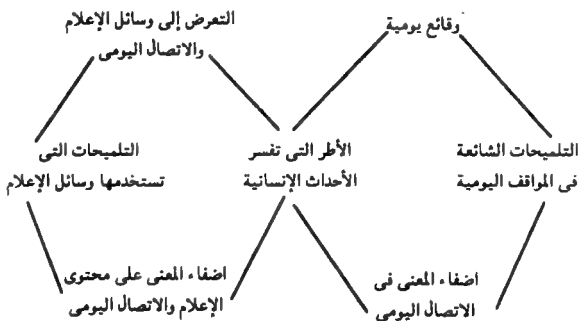 وقائع يومية
التعرض إلى وسائل الإعلام
والاتصال اليومى
التلميحات الشائعة
فى المواقف اليومية
الأطر التى تفسر
الأحداث الإنسانية
التلميحات التى
تستخدمها وسائل الإعلام
أضفاء المعنى فى
الاتصال اليومى
اضفاء المعنى على محتوى
الإعلام والاتصال اليومى